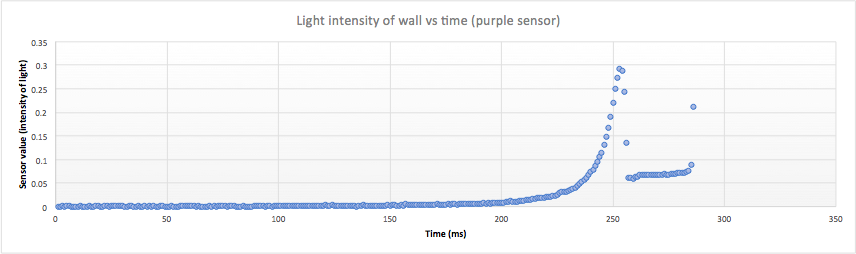 Light intensity of wall vs time (purple sensor)
Sensor value (intensity of light)
0.35
0.3
0.25
0.2
0.15
0.1
0.05
0
0 50 100 150 200 250 300 350
Time (ms)